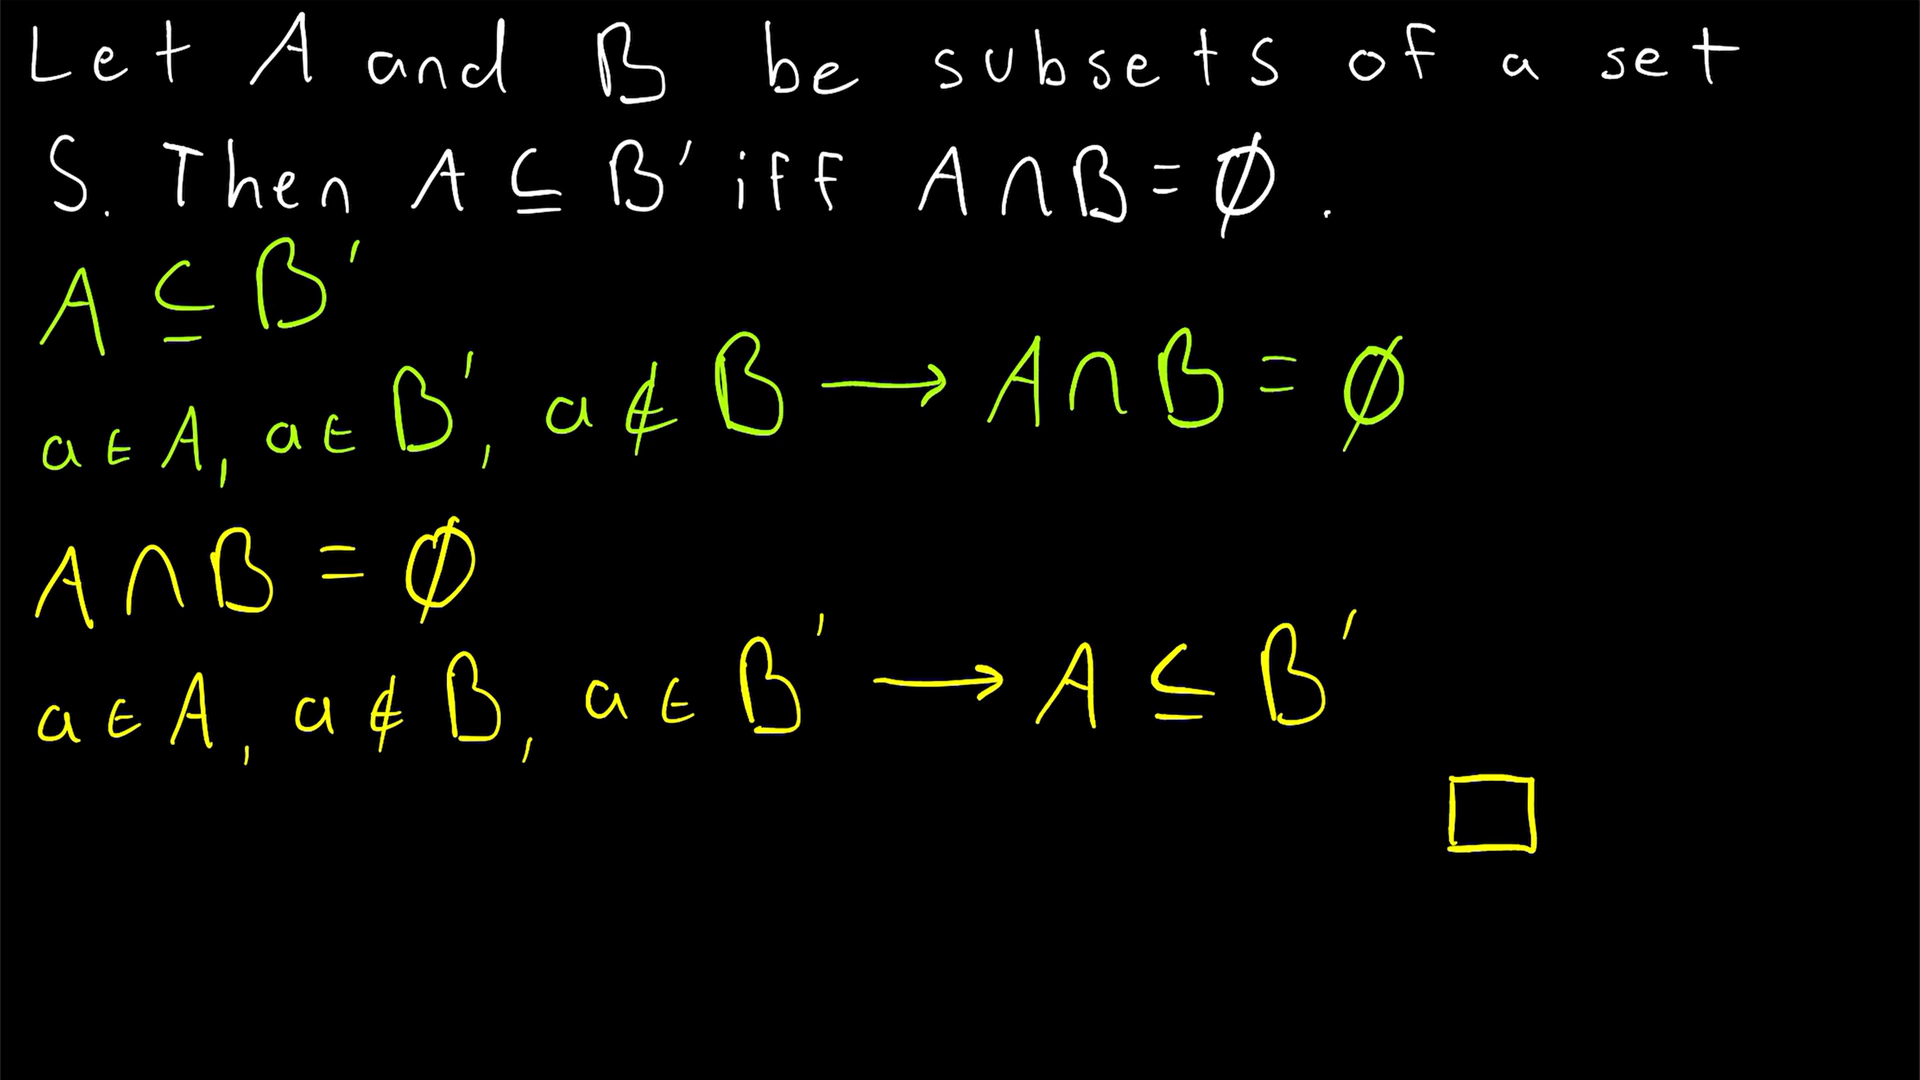 Let A and B be subsets of a set
S. Then A ⊆ B' iff A ∩ B = ∅.
A ⊆ B'
a ∈ A, a ∈ B', a ∉ B → A ∩ B = ∅
A ∩ B = ∅
a ∈ A, a ∉ B, a ∈ B' → A ⊆ B'
□